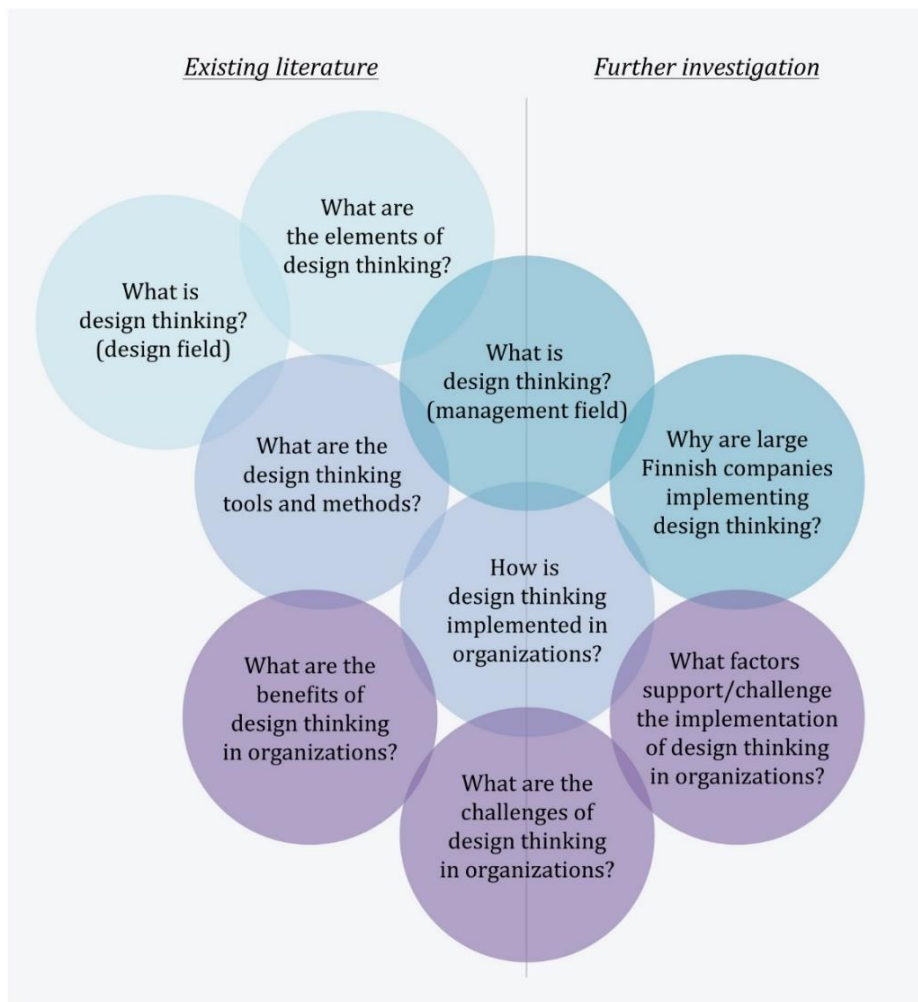 Existing literature
Further investigation
What are
the elements of
design thinking?
What is
design thinking?
(design field)
What is
design thinking?
(management field)
What are the
design thinking
tools and methods?
Why are large
Finnish companies
implementing
design thinking?
How is
design thinking
implemented in
organizations?
What are the
benefits of
design thinking
in organizations?
What factors
support/challenge
the implementation
of design thinking
in organizations?
What are the
challenges of
design thinking
in organizations?